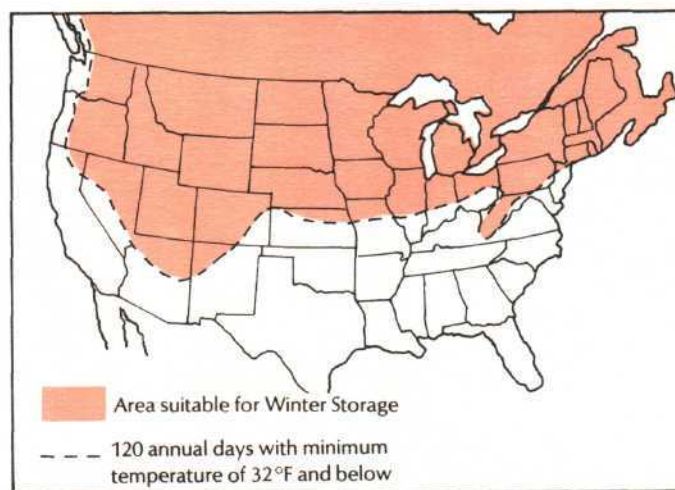 Area suitable for Winter Storage
120 annual days with minimum
temperature of 32°F and below